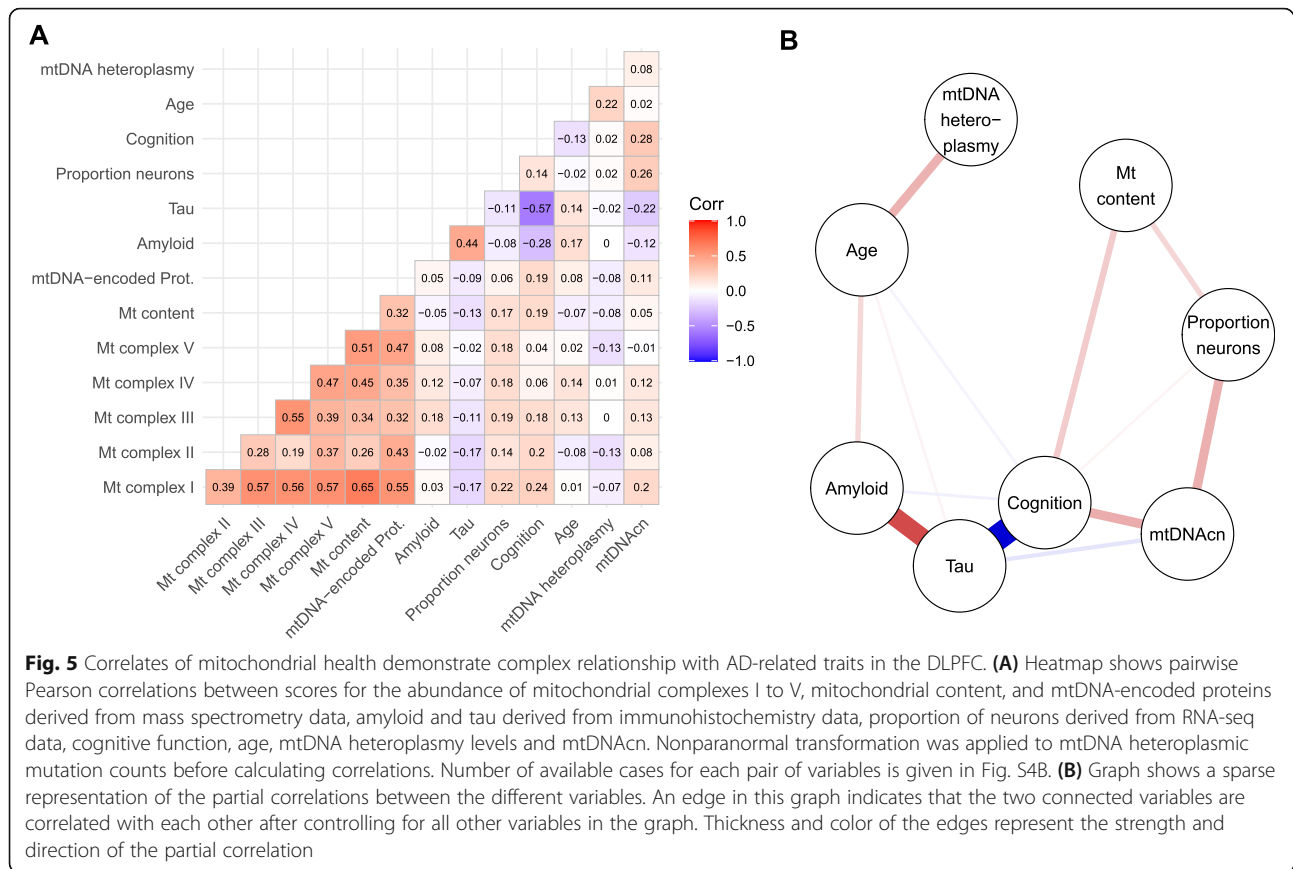 A
mtDNA heteroplasmy 0.08
Age 0.22 0.02
Cognition −0.13 0.02 0.28
Proportion neurons 0.14 −0.02 0.02 0.26
Tau −0.11 −0.57 0.14 −0.02 −0.22
Amyloid 0.44 −0.08 −0.28 0.17 0 −0.12
mtDNA−encoded Prot. 0.05 −0.09 0.06 0.19 0.08 −0.08 0.11
Mt content 0.32 −0.05 −0.13 0.17 0.19 −0.07 −0.08 0.05
Mt complex V 0.51 0.47 0.08 −0.02 0.18 0.04 0.02 −0.13 −0.01
Mt complex IV 0.47 0.45 0.35 0.12 −0.07 0.18 0.06 0.14 0.01 0.12
Mt complex III 0.55 0.39 0.34 0.32 0.18 −0.11 0.19 0.18 0.13 0 0.13
Mt complex II 0.28 0.19 0.37 0.26 0.43 −0.02 −0.17 0.14 0.2 −0.08 −0.13 0.08
Mt complex I 0.39 0.57 0.56 0.57 0.65 0.55 0.03 −0.17 0.22 0.24 0.01 −0.07 0.2
Mt complex II
Mt complex III
Mt complex IV
Mt complex V
Mt content
mtDNA−encoded Prot.
Amyloid
Tau
Proportion neurons
Cognition
Age
mtDNA heteroplasmy
mtDNAcn
Corr
1.0
0.5
0.0
−0.5
−1.0
B
mtDNA
hetero−
plasmy
Mt
content
Age
Proportion
neurons
Amyloid
Cognition
mtDNAcn
Tau
Fig. 5 Correlates of mitochondrial health demonstrate complex relationship with AD-related traits in the DLPFC. (A) Heatmap shows pairwise
Pearson correlations between scores for the abundance of mitochondrial complexes I to V, mitochondrial content, and mtDNA-encoded proteins
derived from mass spectrometry data, amyloid and tau derived from immunohistochemistry data, proportion of neurons derived from RNA-seq
data, cognitive function, age, mtDNA heteroplasmy levels and mtDNAcn. Nonparanormal transformation was applied to mtDNA heteroplasmic
mutation counts before calculating correlations. Number of available cases for each pair of variables is given in Fig. S4B. (B) Graph shows a sparse
representation of the partial correlations between the different variables. An edge in this graph indicates that the two connected variables are
correlated with each other after controlling for all other variables in the graph. Thickness and color of the edges represent the strength and
direction of the partial correlation